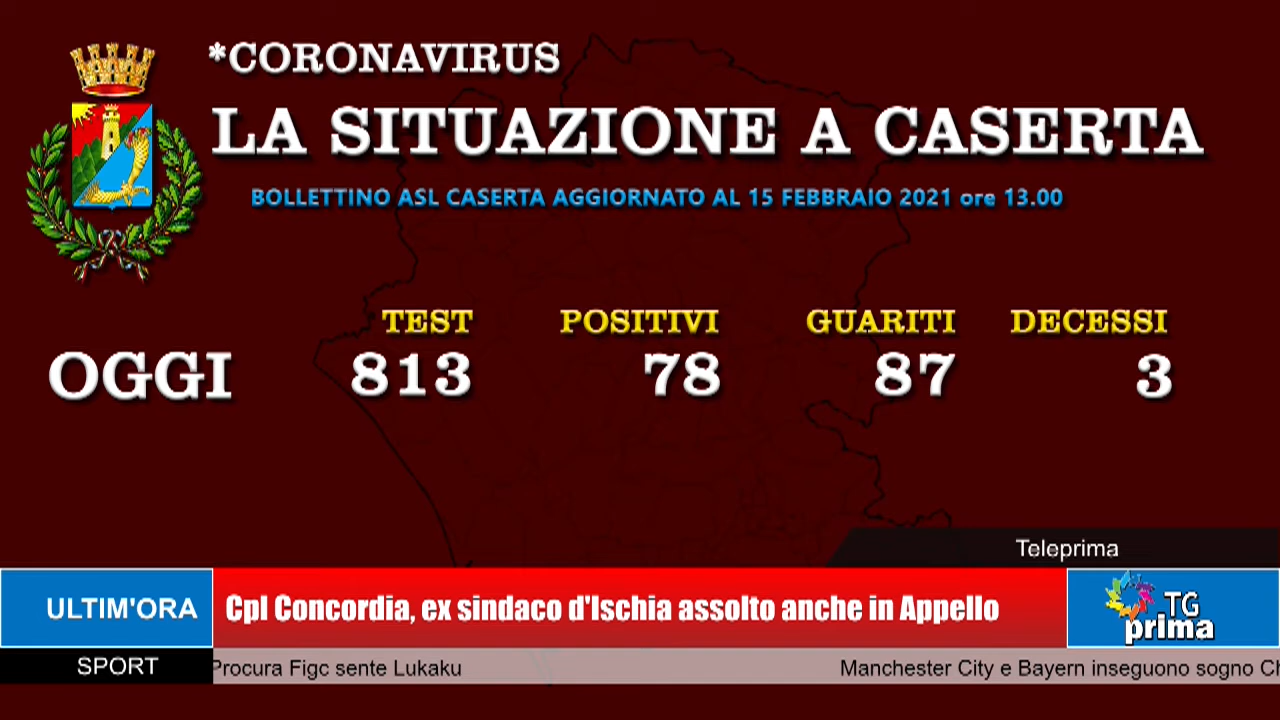 *CORONAVIRUS
LA SITUAZIONE A CASERTA
BOLLETTINO ASL CASERTA AGGIORNATO AL 15 FEBBRAIO 2021 ore 13.00
TEST POSITIVI GUARITI DECESSI
OGGI 813 78 87 3
Teleprima
ULTIM'ORA Cpl Concordia, ex sindaco d'Ischia assolto anche in Appello
TG
prima
SPORT Procura Figc sente Lukaku Manchester City e Bayern inseguono sogno